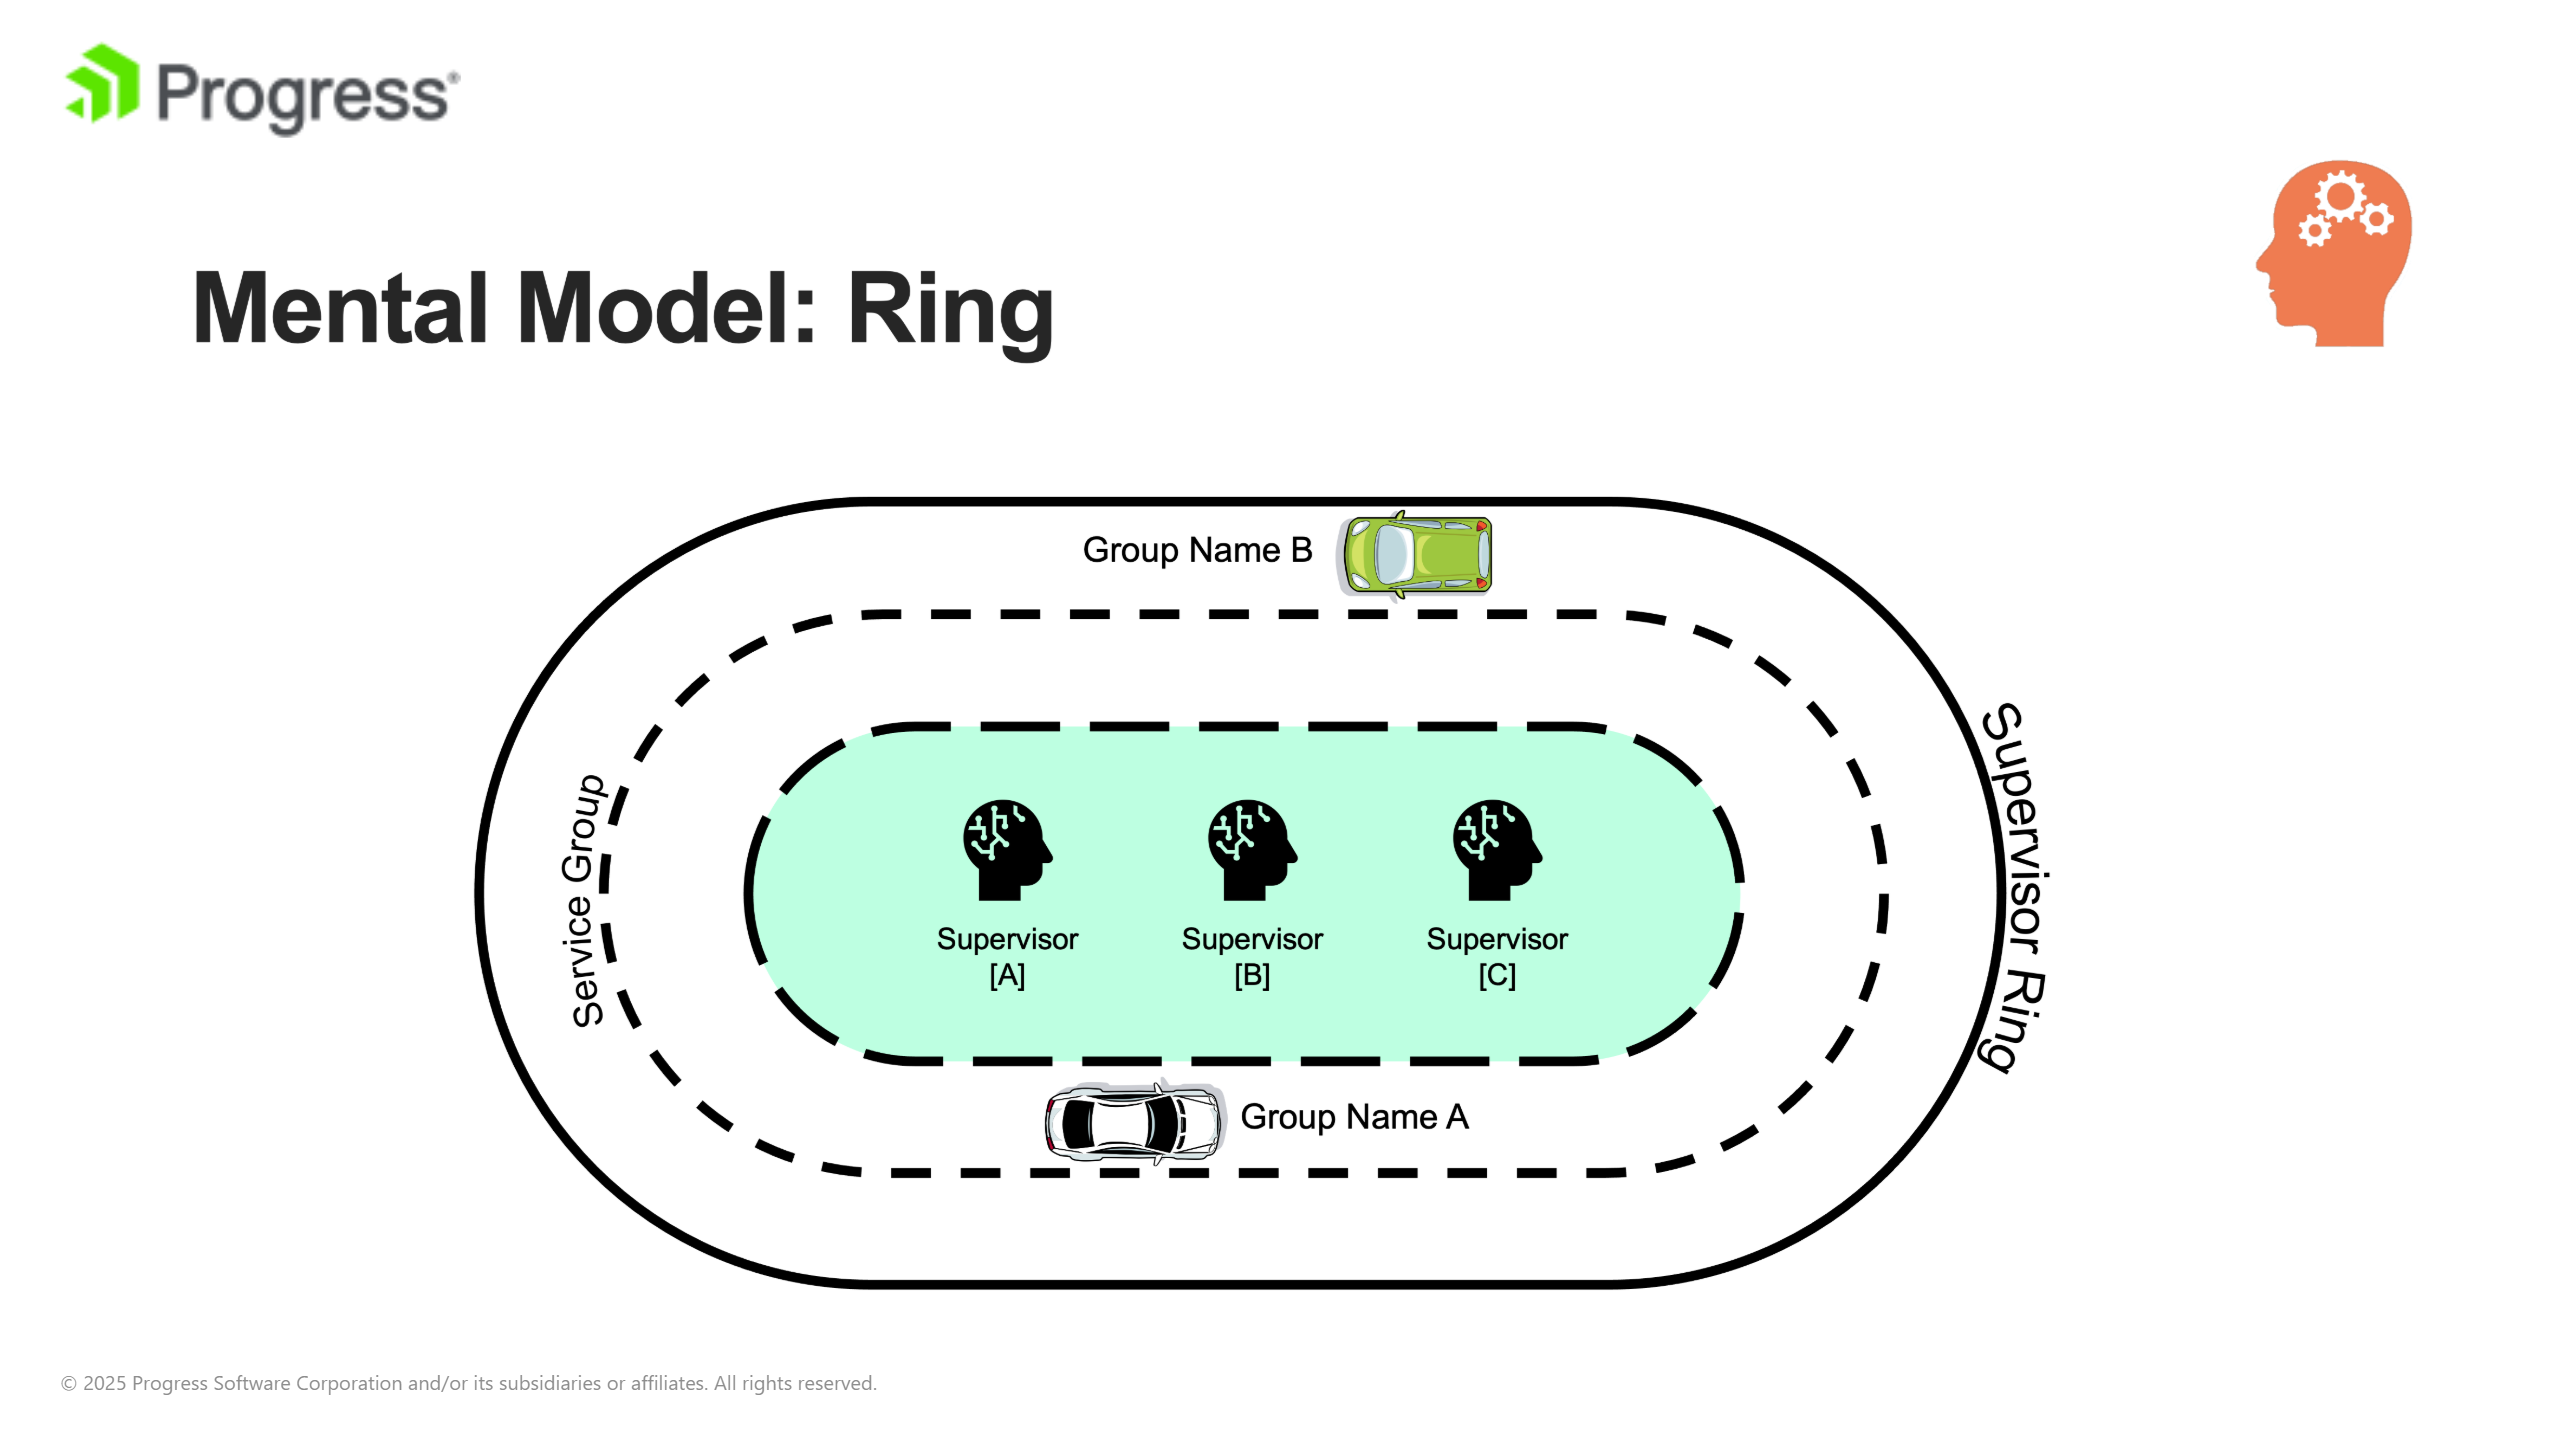 Progress®
Mental Model: Ring
Group Name B
Supervisor Ring
Service Group
Supervisor
[A]
Supervisor
[B]
Supervisor
[C]
Group Name A
© 2025 Progress Software Corporation and/or its subsidiaries or affiliates. All rights reserved.